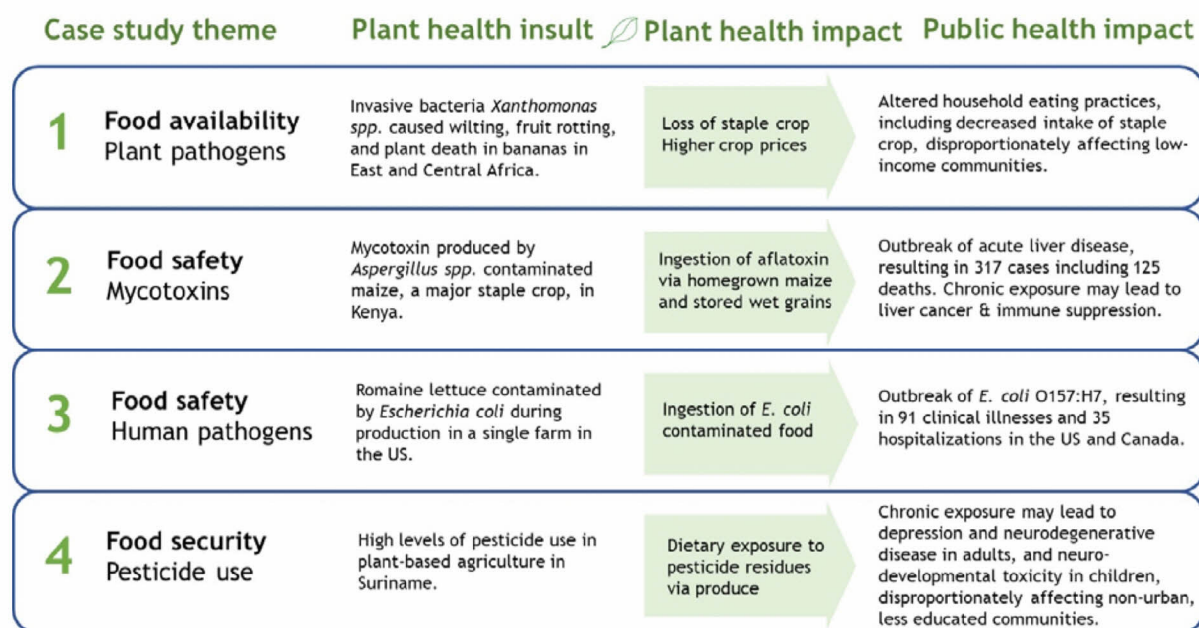 Case study theme
Plant health insult
Plant health impact
Public health impact
1
Food availability
Plant pathogens
Invasive bacteria Xanthomonas
spp. caused wilting, fruit rotting,
and plant death in bananas in
East and Central Africa.
Loss of staple crop
Higher crop prices
Altered household eating practices,
including decreased intake of staple
crop, disproportionately affecting low-
income communities.
2
Food safety
Mycotoxins
Mycotoxin produced by
Aspergillus spp. contaminated
maize, a major staple crop, in
Kenya.
Ingestion of aflatoxin
via homegrown maize
and stored wet grains
Outbreak of acute liver disease,
resulting in 317 cases including 125
deaths. Chronic exposure may lead to
liver cancer & immune suppression.
3
Food safety
Human pathogens
Romaine lettuce contaminated
by Escherichia coli during
production in a single farm in
the US.
Ingestion of E. coli
contaminated food
Outbreak of E. coli O157:H7, resulting
in 91 clinical illnesses and 35
hospitalizations in the US and Canada.
4
Food security
Pesticide use
High levels of pesticide use in
plant-based agriculture in
Suriname.
Dietary exposure to
pesticide residues
via produce
Chronic exposure may lead to
depression and neurodegenerative
disease in adults, and neuro-
developmental toxicity in children,
disproportionately affecting non-urban,
less educated communities.